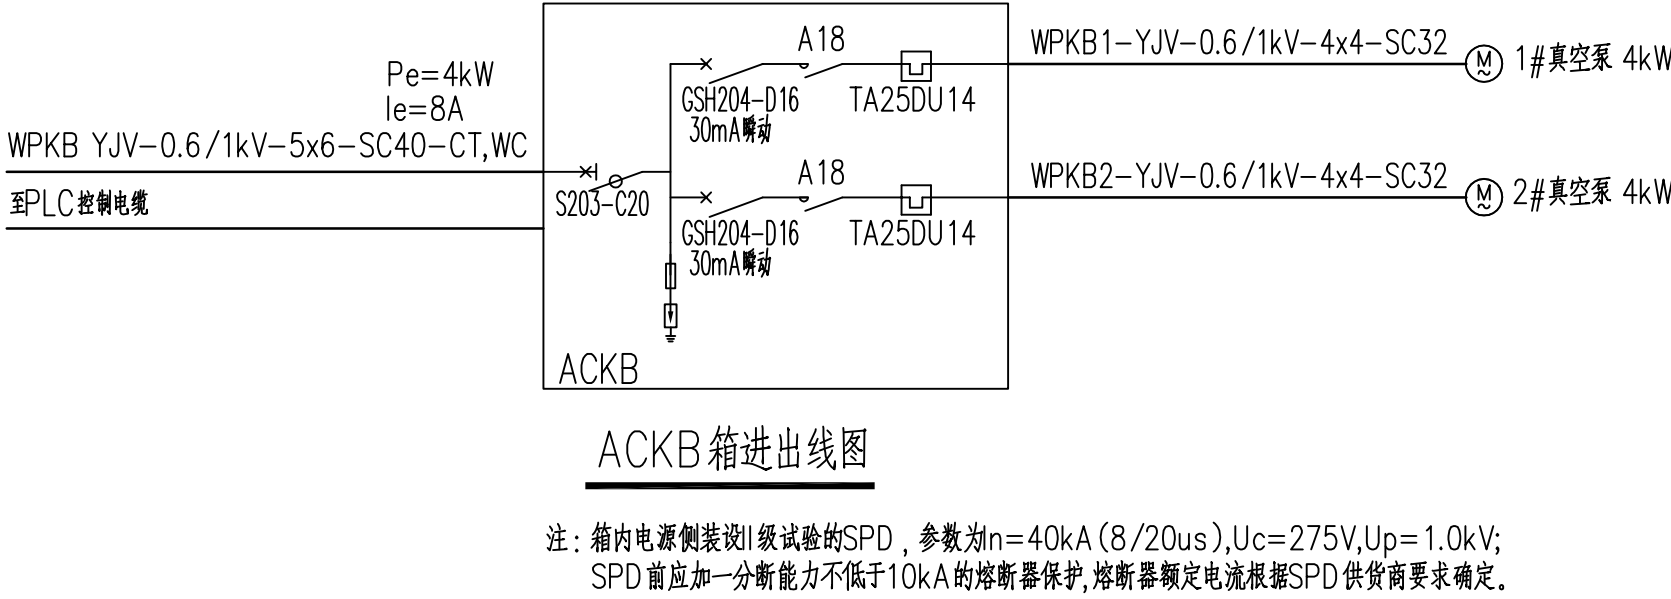 Pe=4kW
Ie=8A
WPKB YJV-0.6/1kV-5x6-SC40-CT,WC
至PLC控制电缆
S203-C20
A18
GSH204-D16
30mA瞬动
TA25DU14
WPKB1-YJV-0.6/1kV-4x4-SC32
M
~
1#真空泵 4kW
A18
GSH204-D16
30mA瞬动
TA25DU14
WPKB2-YJV-0.6/1kV-4x4-SC32
M
~
2#真空泵 4kW
ACKB
ACKB箱进出线图
注: 箱内电源侧装设II级试验的SPD, 参数为In=40kA(8/20us),Uc=275V,Up=1.0kV;
SPD前应加一分断能力不低于10kA的熔断器保护,熔断器额定电流根据SPD供货商要求确定。